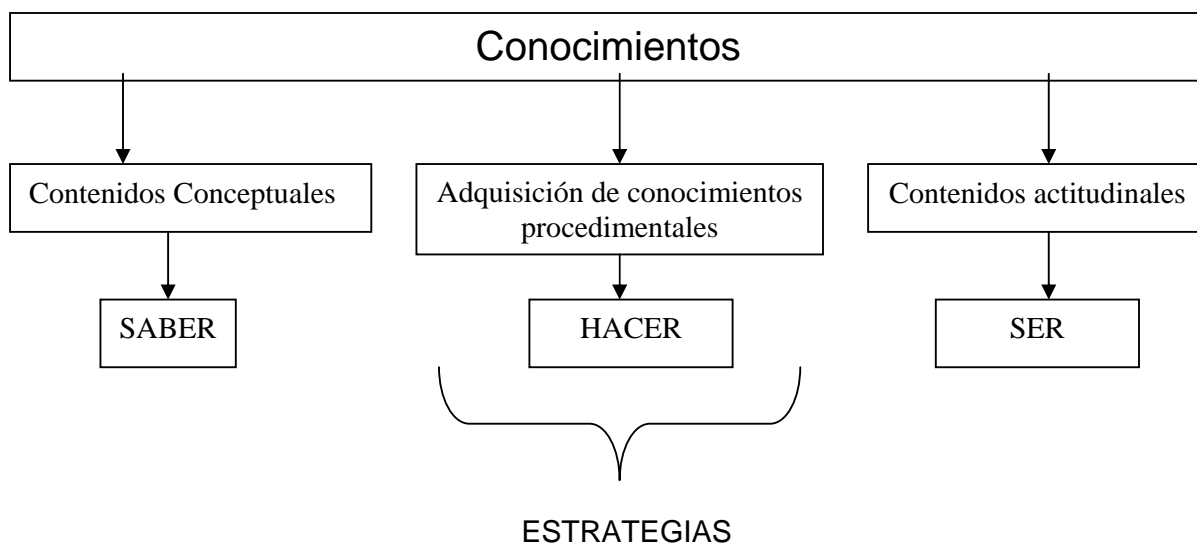 Conocimientos
Contenidos Conceptuales
Adquisición de conocimientos
procedimentales
Contenidos actitudinales
SABER
HACER
SER
ESTRATEGIAS